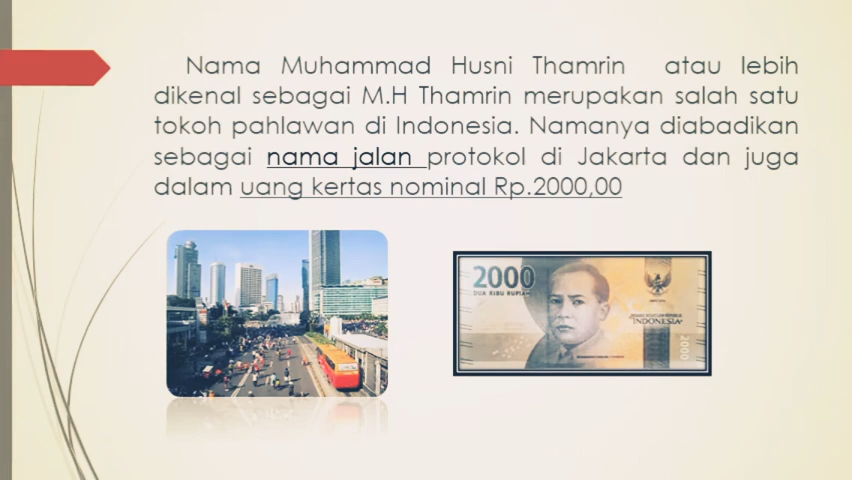 Nama Muhammad Husni Thamrin atau lebih
dikenal sebagai M.H Thamrin merupakan salah satu
tokoh pahlawan di Indonesia. Namanya diabadikan
sebagai nama jalan protokol di Jakarta dan juga
dalam uang kertas nominal Rp.2000,00
2000
DUA RIBU RUPIAH
INDONESIA
2000